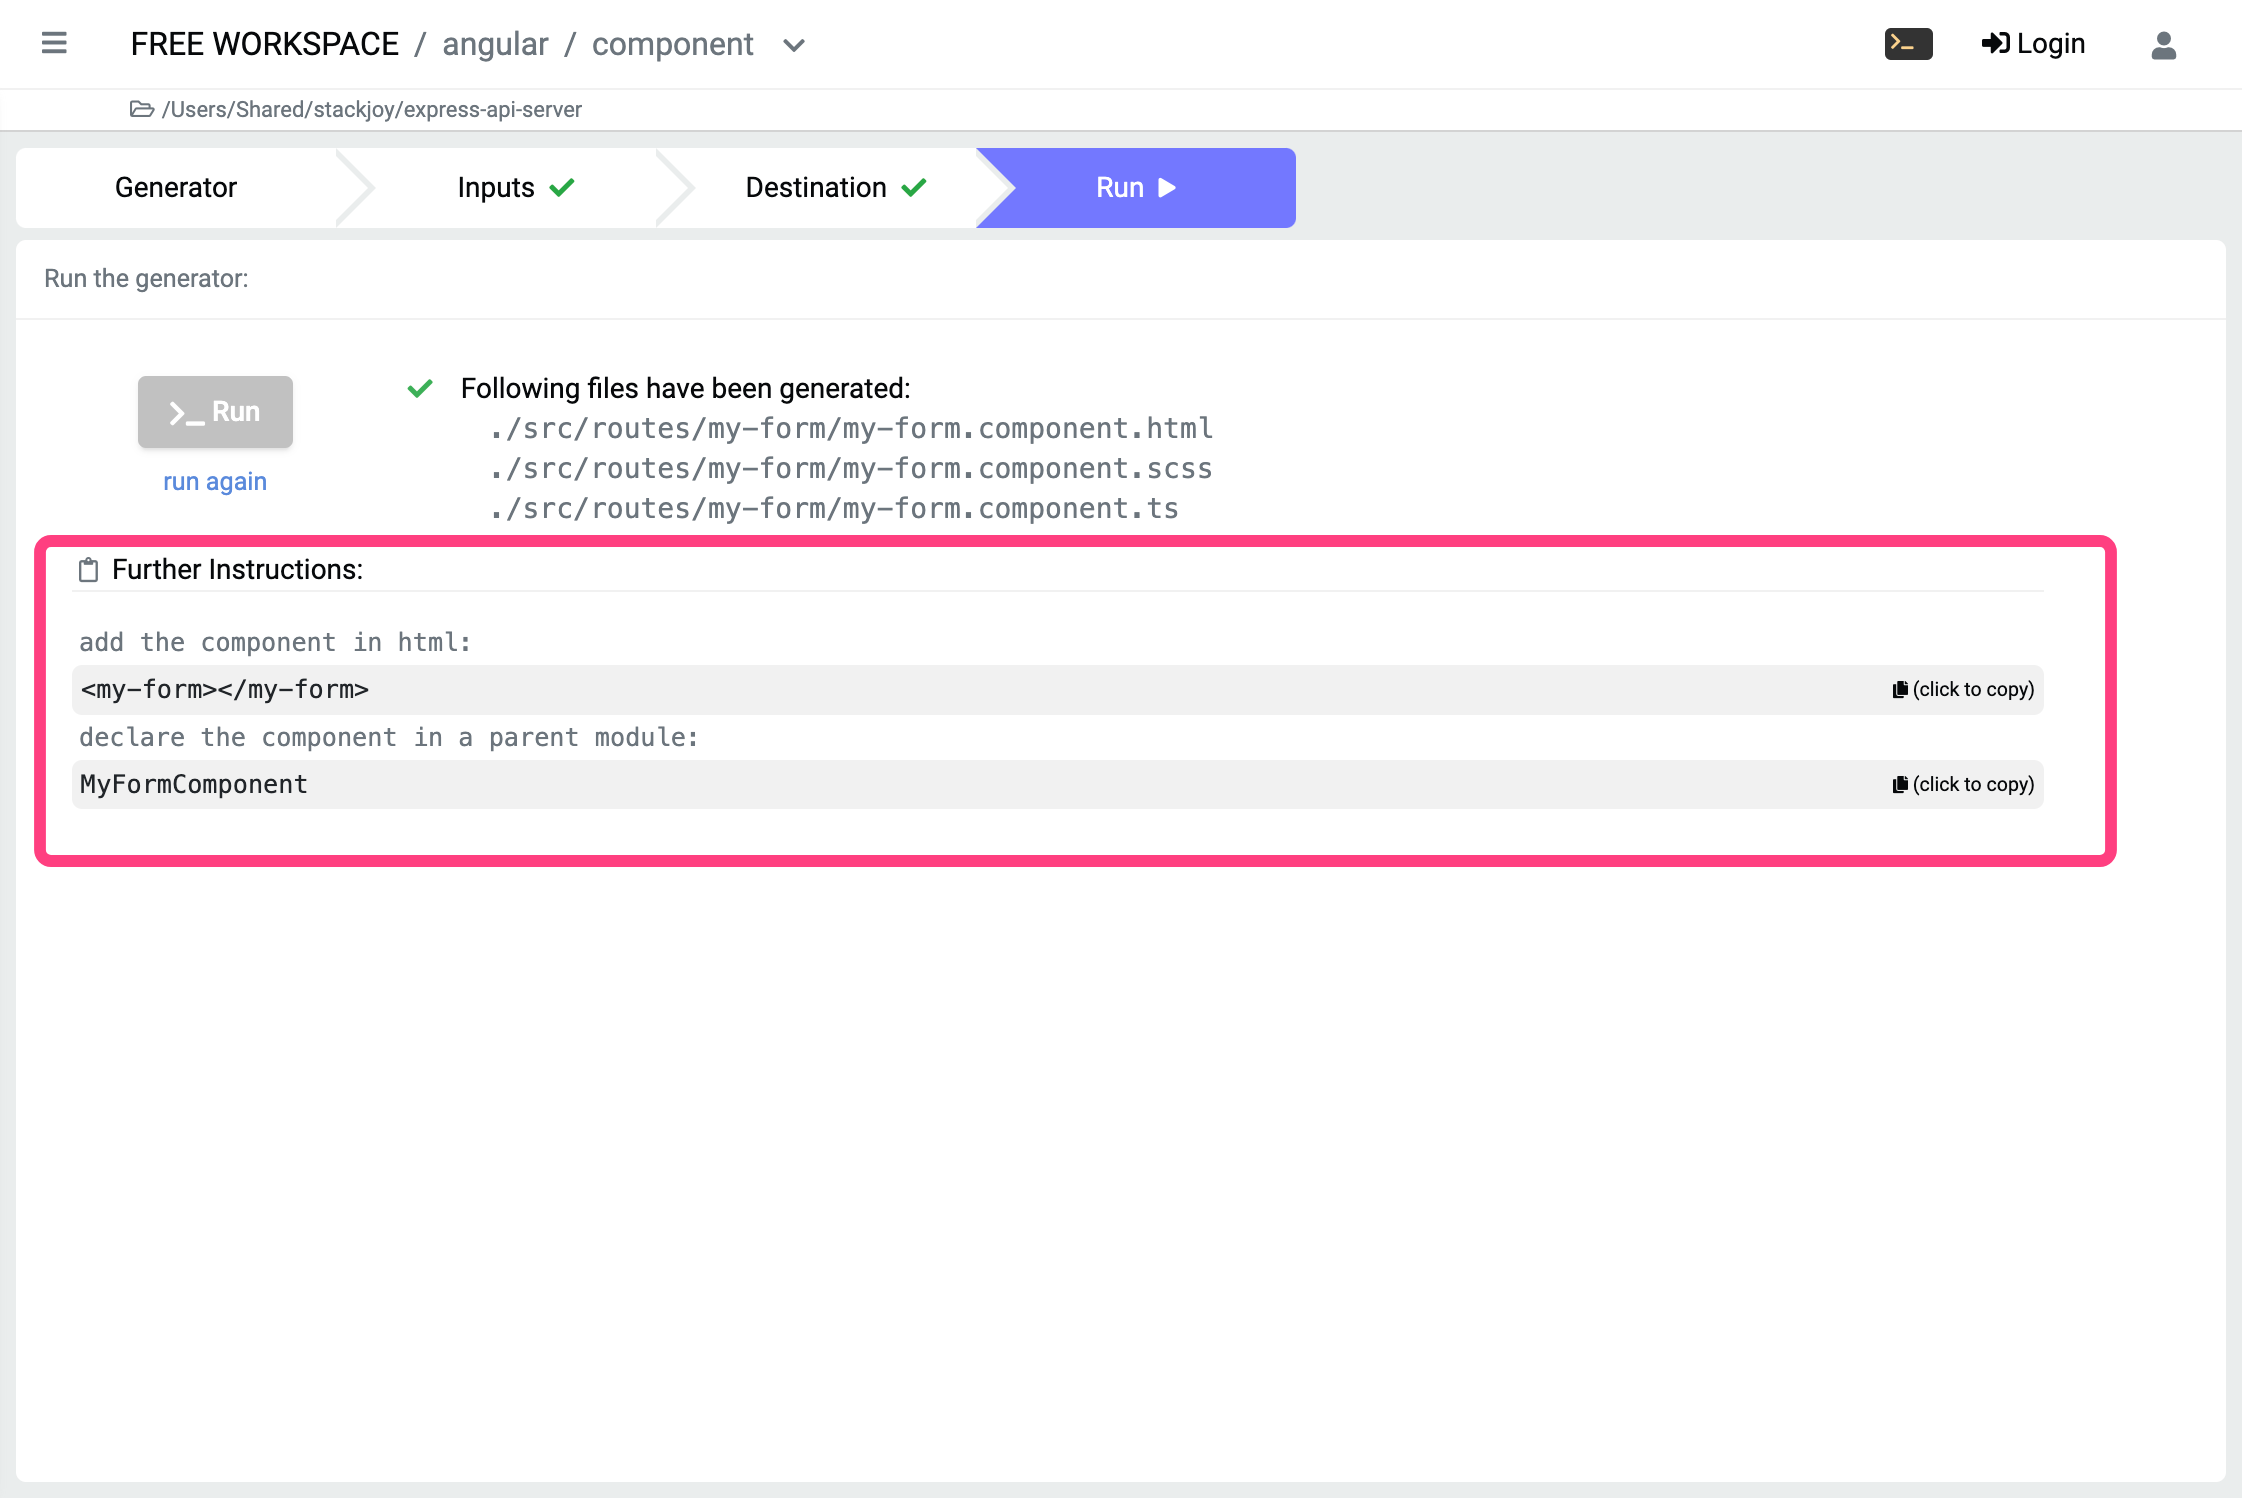 FREE WORKSPACE / angular / component
Login
/Users/Shared/stackjoy/express-api-server
Generator
Inputs
Destination
Run
Run the generator:
>_ Run
run again
Following files have been generated:
./src/routes/my-form/my-form.component.html
./src/routes/my-form/my-form.component.scss
./src/routes/my-form/my-form.component.ts
Further Instructions:
add the component in html:
<my-form></my-form>
(click to copy)
declare the component in a parent module:
MyFormComponent
(click to copy)